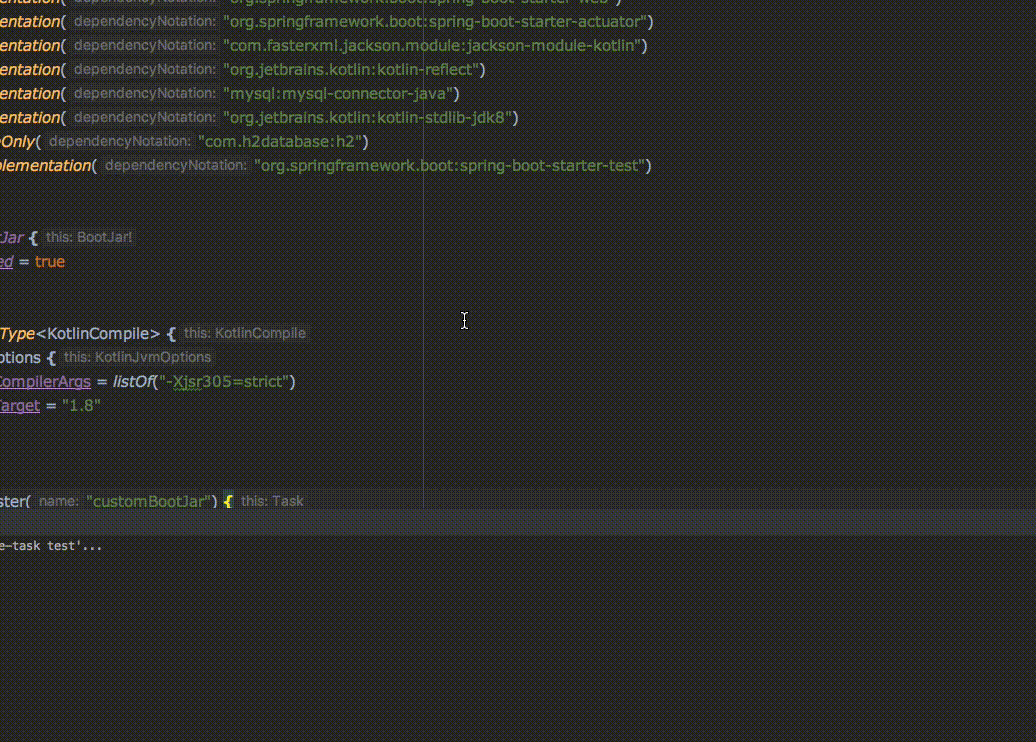 entation( dependencyNotation: "org.springframework.boot:spring-boot-starter-web")
entation( dependencyNotation: "org.springframework.boot:spring-boot-starter-actuator")
entation( dependencyNotation: "com.fasterxml.jackson.module:jackson-module-kotlin")
entation( dependencyNotation: "org.jetbrains.kotlin:kotlin-reflect")
entation( dependencyNotation: "mysql:mysql-connector-java")
entation( dependencyNotation: "org.jetbrains.kotlin:kotlin-stdlib-jdk8")
eOnly( dependencyNotation: "com.h2database:h2")
plementation( dependencyNotation: "org.springframework.boot:spring-boot-starter-test")
tJar { this: BootJar!
ed = true
Type<KotlinCompile> { this: KotlinCompile
ptions { this: KotlinJvmOptions
CompilerArgs = listOf("-Xjsr305=strict")
Target = "1.8"
ster( name: "customBootJar") { this: Task
e-task test'...